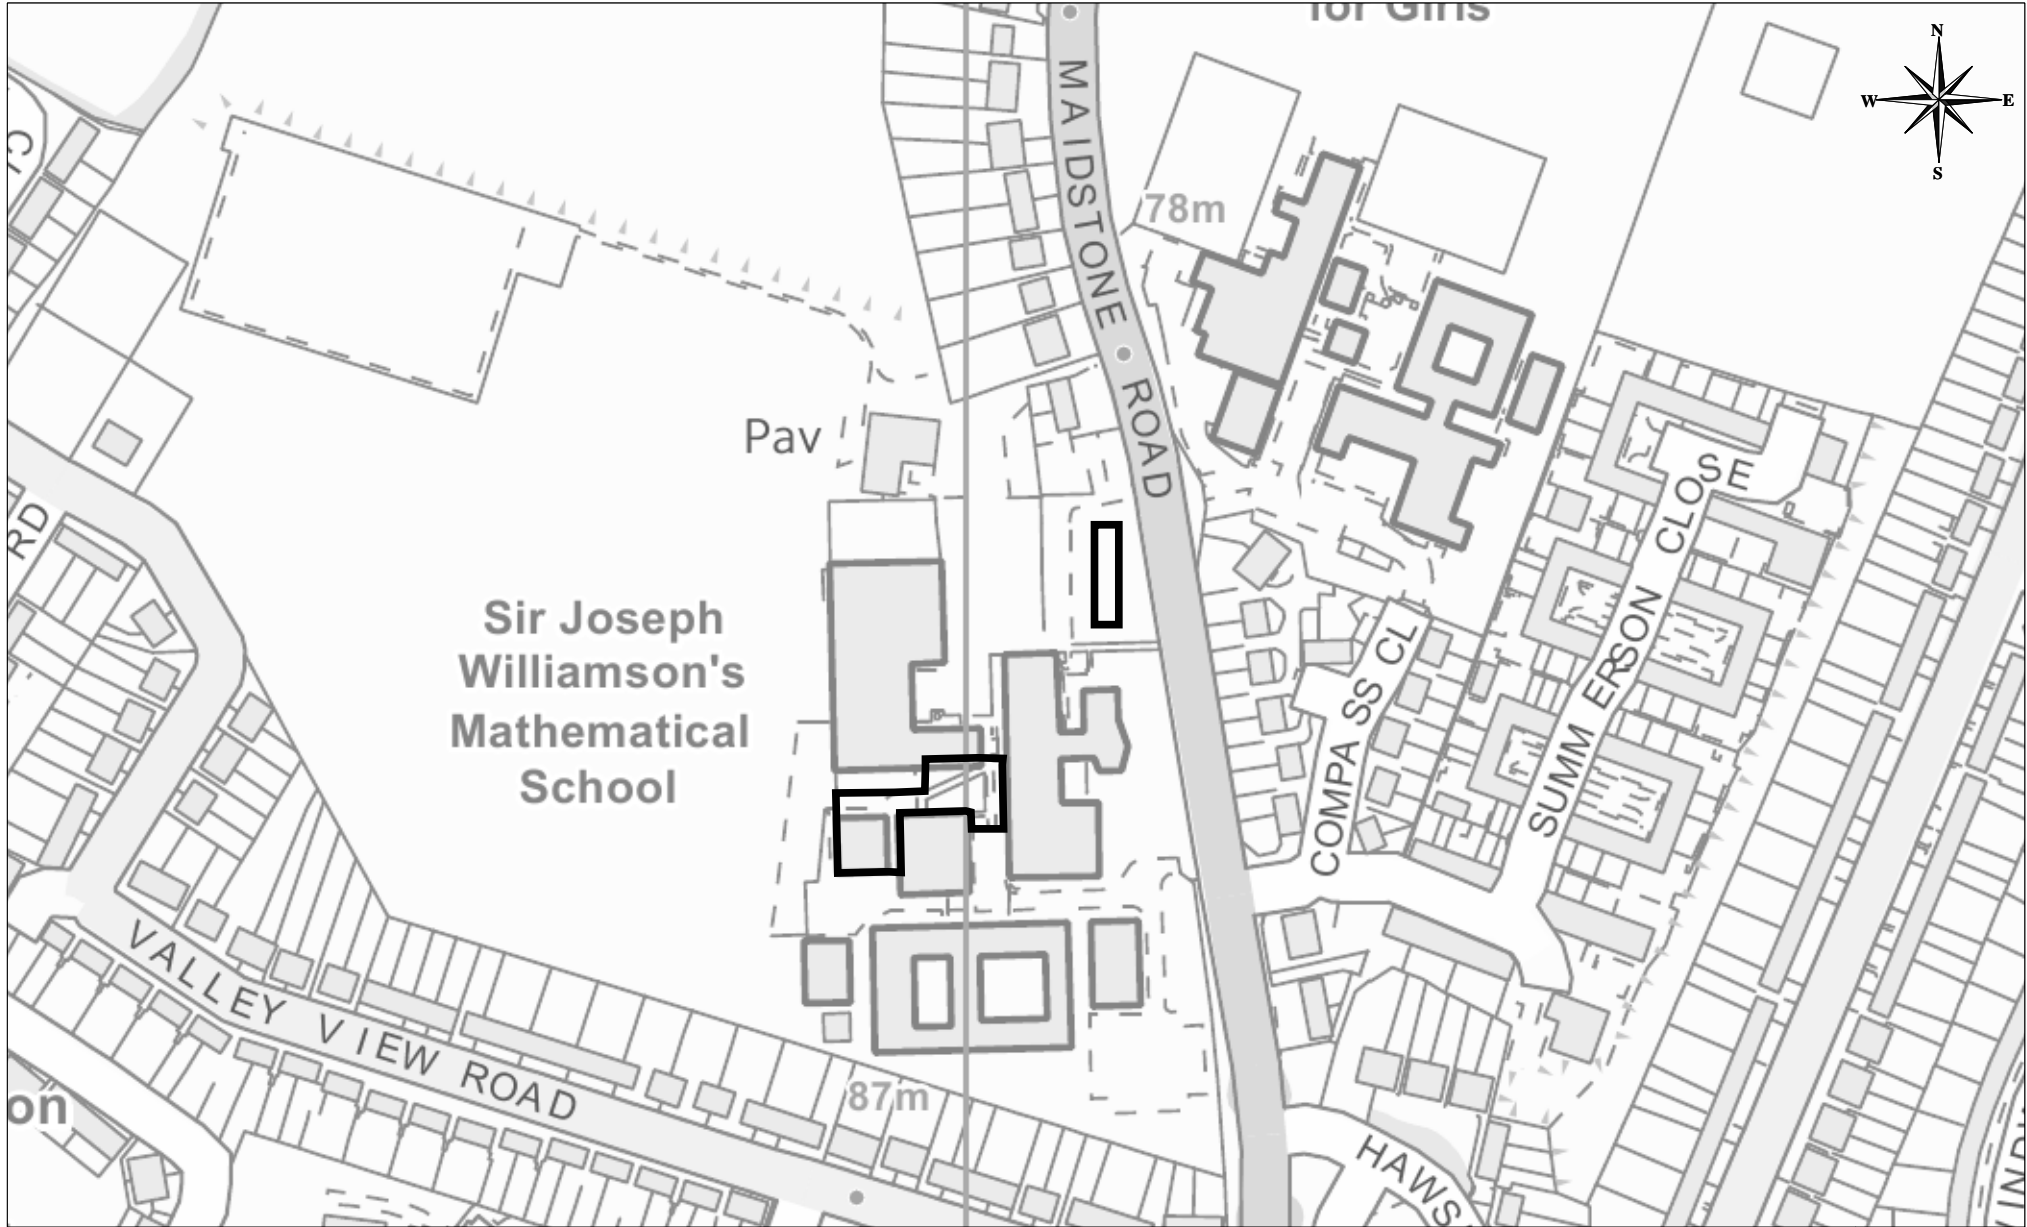 for Girls
N
W E
S
MAIDSTONE ROAD
78m
Pav
CLOSE
SUMMERSON
RD
Sir Joseph
Williamson's
Mathematical
School
COMPASS CL
VALLEY VIEW ROAD
87m
on